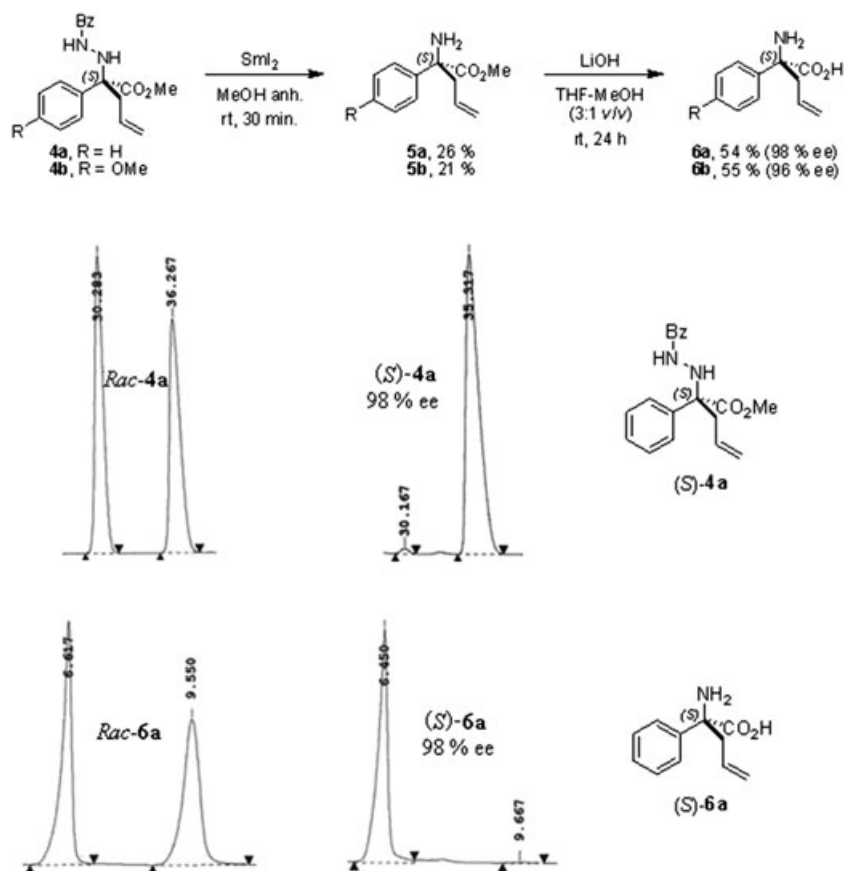 Bz
HN
NH
(S)
CO₂Me
R
4a, R = H
4b, R = OMe
SmI₂
MeOH anh.
rt, 30 min.
NH₂
(S)
CO₂Me
R
5a, 26 %
5b, 21 %
LiOH
THF-MeOH
(3:1 v/v)
rt, 24 h
NH₂
(S)
CO₂H
R
6a, 54 % (98 % ee)
6b, 55 % (96 % ee)
30.283
36.267
Rac-4a
(S)-4a
98 % ee
30.167
35.317
Bz
HN
NH
(S)
CO₂Me
(S)-4a
6.617
9.550
Rac-6a
6.450
(S)-6a
98 % ee
9.667
NH₂
(S)
CO₂H
(S)-6a